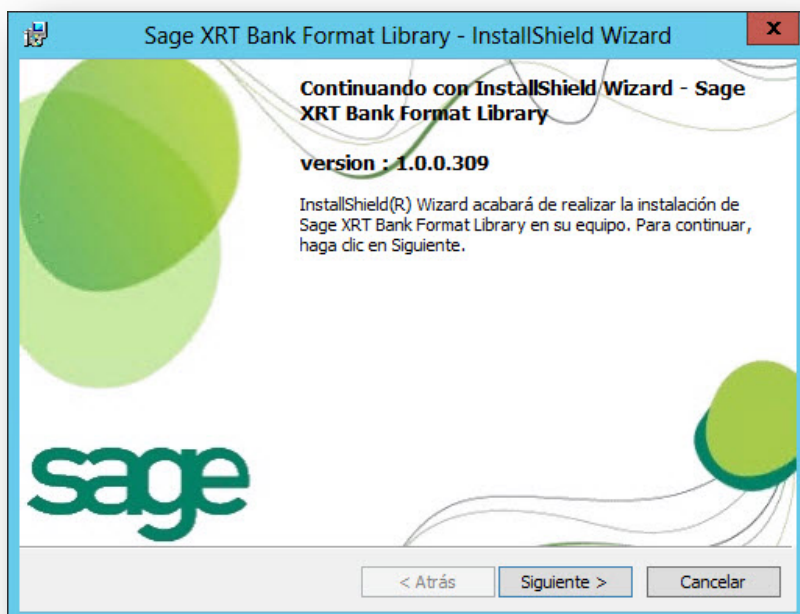 Sage XRT Bank Format Library - InstallShield Wizard
x
Continuando con InstallShield Wizard - Sage
XRT Bank Format Library
version : 1.0.0.309
InstallShield(R) Wizard acabará de realizar la instalación de
Sage XRT Bank Format Library en su equipo. Para continuar,
haga clic en Siguiente.
sage
< Atrás
Siguiente >
Cancelar